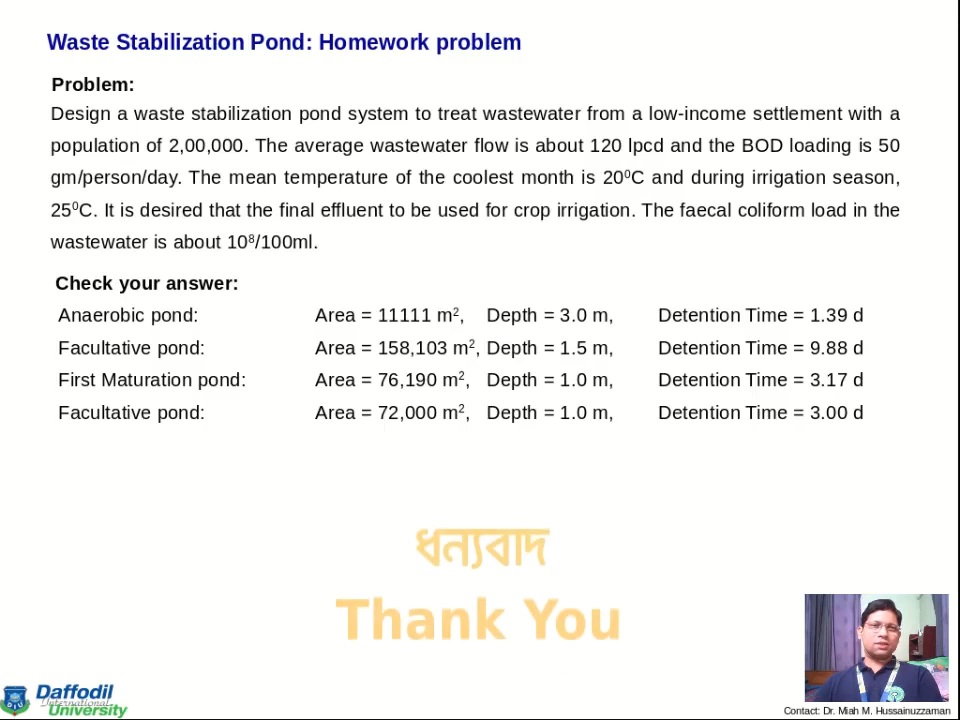 Waste Stabilization Pond: Homework problem
Problem:
Design a waste stabilization pond system to treat wastewater from a low-income settlement with a
population of 2,00,000. The average wastewater flow is about 120 lpcd and the BOD loading is 50
gm/person/day. The mean temperature of the coolest month is 20⁰C and during irrigation season,
25⁰C. It is desired that the final effluent to be used for crop irrigation. The faecal coliform load in the
wastewater is about 10⁸/100ml.
Check your answer:
Anaerobic pond: Area = 11111 m², Depth = 3.0 m, Detention Time = 1.39 d
Facultative pond: Area = 158,103 m², Depth = 1.5 m, Detention Time = 9.88 d
First Maturation pond: Area = 76,190 m², Depth = 1.0 m, Detention Time = 3.17 d
Facultative pond: Area = 72,000 m², Depth = 1.0 m, Detention Time = 3.00 d
ধন্যবাদ
Thank You
Daffodil
International
University
Contact: Dr. Miah M. Hussainuzzaman